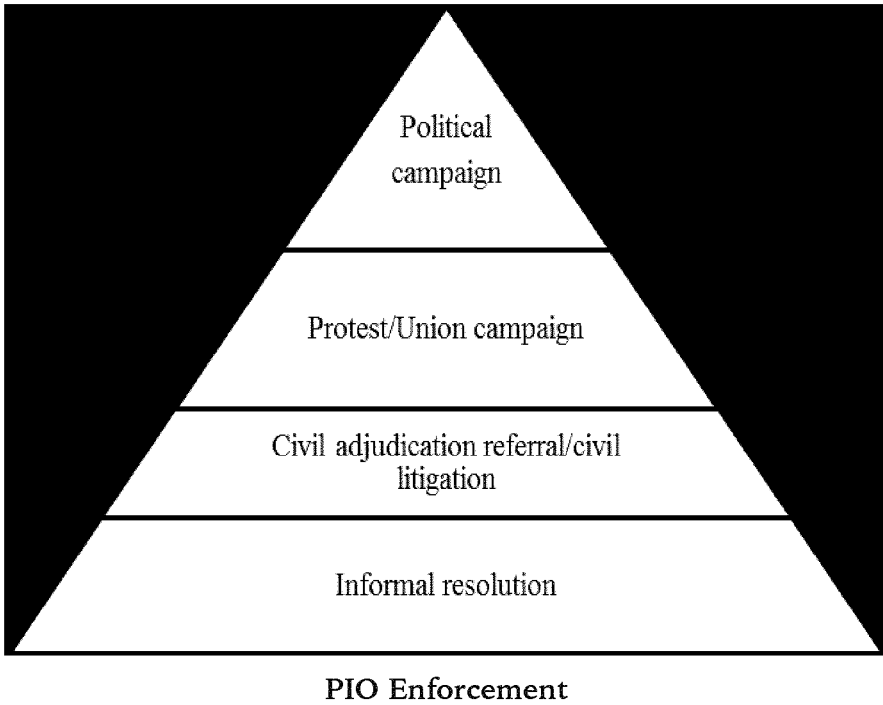 Political
campaign
Protest/Union campaign
Civil adjudication referral/civil
litigation
Informal resolution
PIO Enforcement